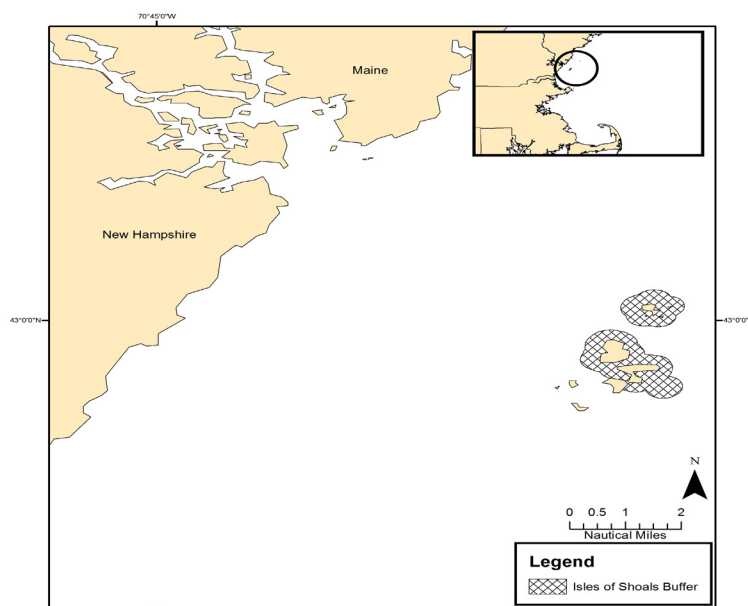 70°45'0"W
Maine
New Hampshire
43°0'0"N
43°0'0"
N
0 0.5 1 2
Nautical Miles
Legend
Isles of Shoals Buffer